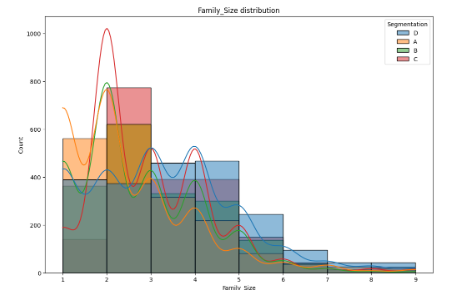 Family_Size distribution
Segmentation
D
A
B
C
1000
800
600
400
200
0
Count
1 2 3 4 5 6 7 8 9
Family_Size